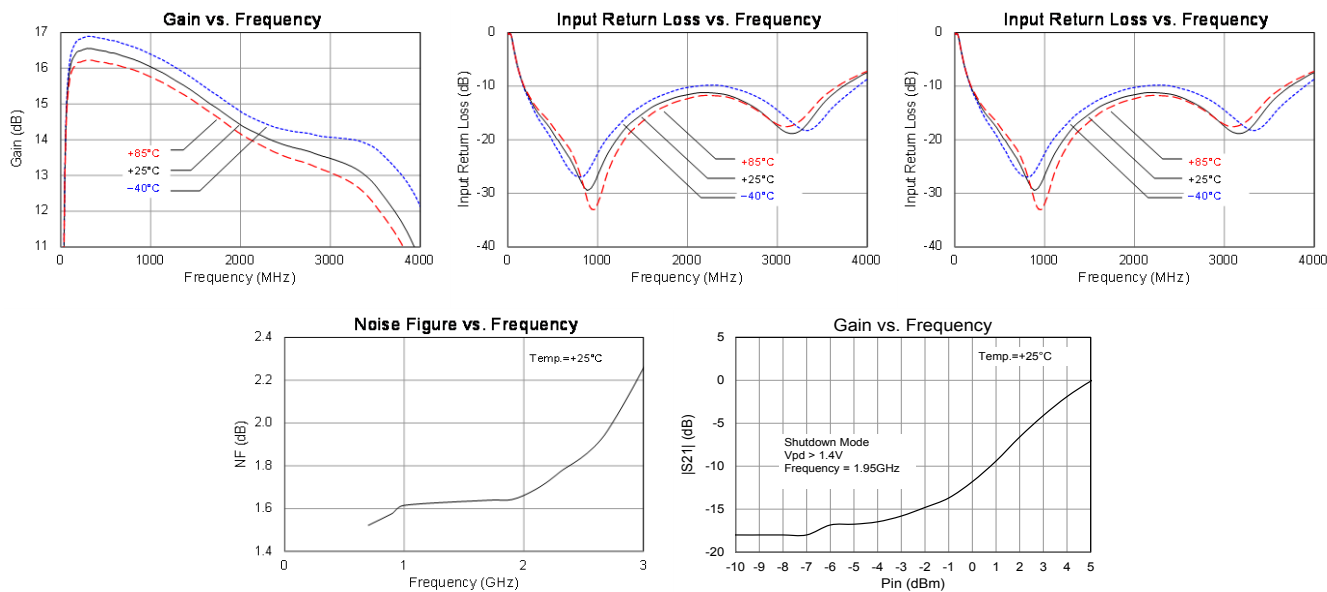 Gain vs. Frequency
17
16
15
14
13
12
11
Gain (dB)
+85°C
+25°C
−40°C
0 1000 2000 3000 4000
Frequency (MHz)
Input Return Loss vs. Frequency
0
-10
-20
-30
-40
Input Return Loss (dB)
+85°C
+25°C
−40°C
0 1000 2000 3000 4000
Frequency (MHz)
Input Return Loss vs. Frequency
0
-10
-20
-30
-40
Input Return Loss (dB)
+85°C
+25°C
−40°C
0 1000 2000 3000 4000
Frequency (MHz)
Noise Figure vs. Frequency
2.4
2.2
2.0
1.8
1.6
1.4
NF (dB)
Temp.=+25°C
0 1 2 3
Frequency (GHz)
Gain vs. Frequency
5
0
-5
-10
-15
-20
|S21| (dB)
Temp.=+25°C
Shutdown Mode
Vpd > 1.4V
Frequency = 1.95GHz
-10 -9 -8 -7 -6 -5 -4 -3 -2 -1 0 1 2 3 4 5
Pin (dBm)